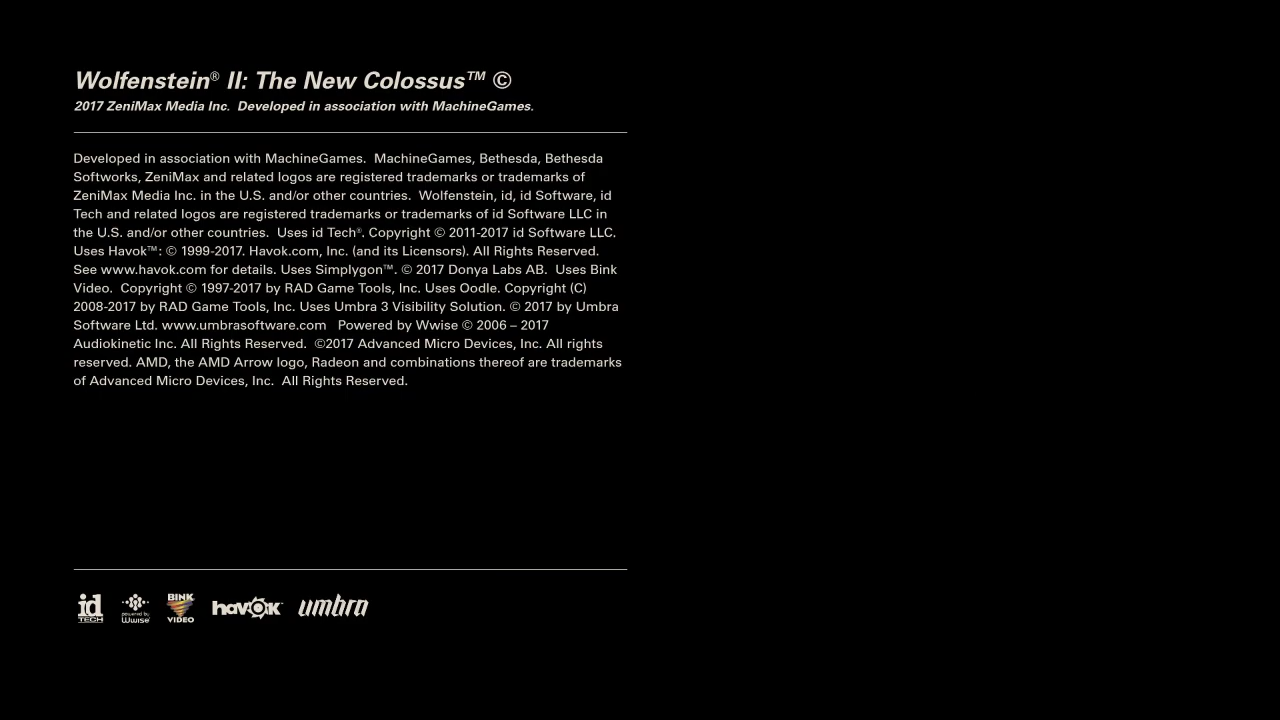 Wolfenstein® II: The New Colossus™ ©
2017 ZeniMax Media Inc.  Developed in association with MachineGames.
Developed in association with MachineGames.  MachineGames, Bethesda, Bethesda
Softworks, ZeniMax and related logos are registered trademarks or trademarks of
ZeniMax Media Inc. in the U.S. and/or other countries.  Wolfenstein, id, id Software, id
Tech and related logos are registered trademarks or trademarks of id Software LLC in
the U.S. and/or other countries.  Uses id Tech®. Copyright © 2011-2017 id Software LLC.
Uses Havok™: © 1999-2017. Havok.com, Inc. (and its Licensors). All Rights Reserved.
See www.havok.com for details. Uses Simplygon™. © 2017 Donya Labs AB.  Uses Bink
Video.  Copyright © 1997-2017 by RAD Game Tools, Inc. Uses Oodle. Copyright (C)
2008-2017 by RAD Game Tools, Inc. Uses Umbra 3 Visibility Solution. © 2017 by Umbra
Software Ltd. www.umbrasoftware.com   Powered by Wwise © 2006 – 2017
Audiokinetic Inc. All Rights Reserved.  ©2017 Advanced Micro Devices, Inc. All rights
reserved. AMD, the AMD Arrow logo, Radeon and combinations thereof are trademarks
of Advanced Micro Devices, Inc.  All Rights Reserved.
id TECH
powered by Wwise
BINK VIDEO
havok
umbra